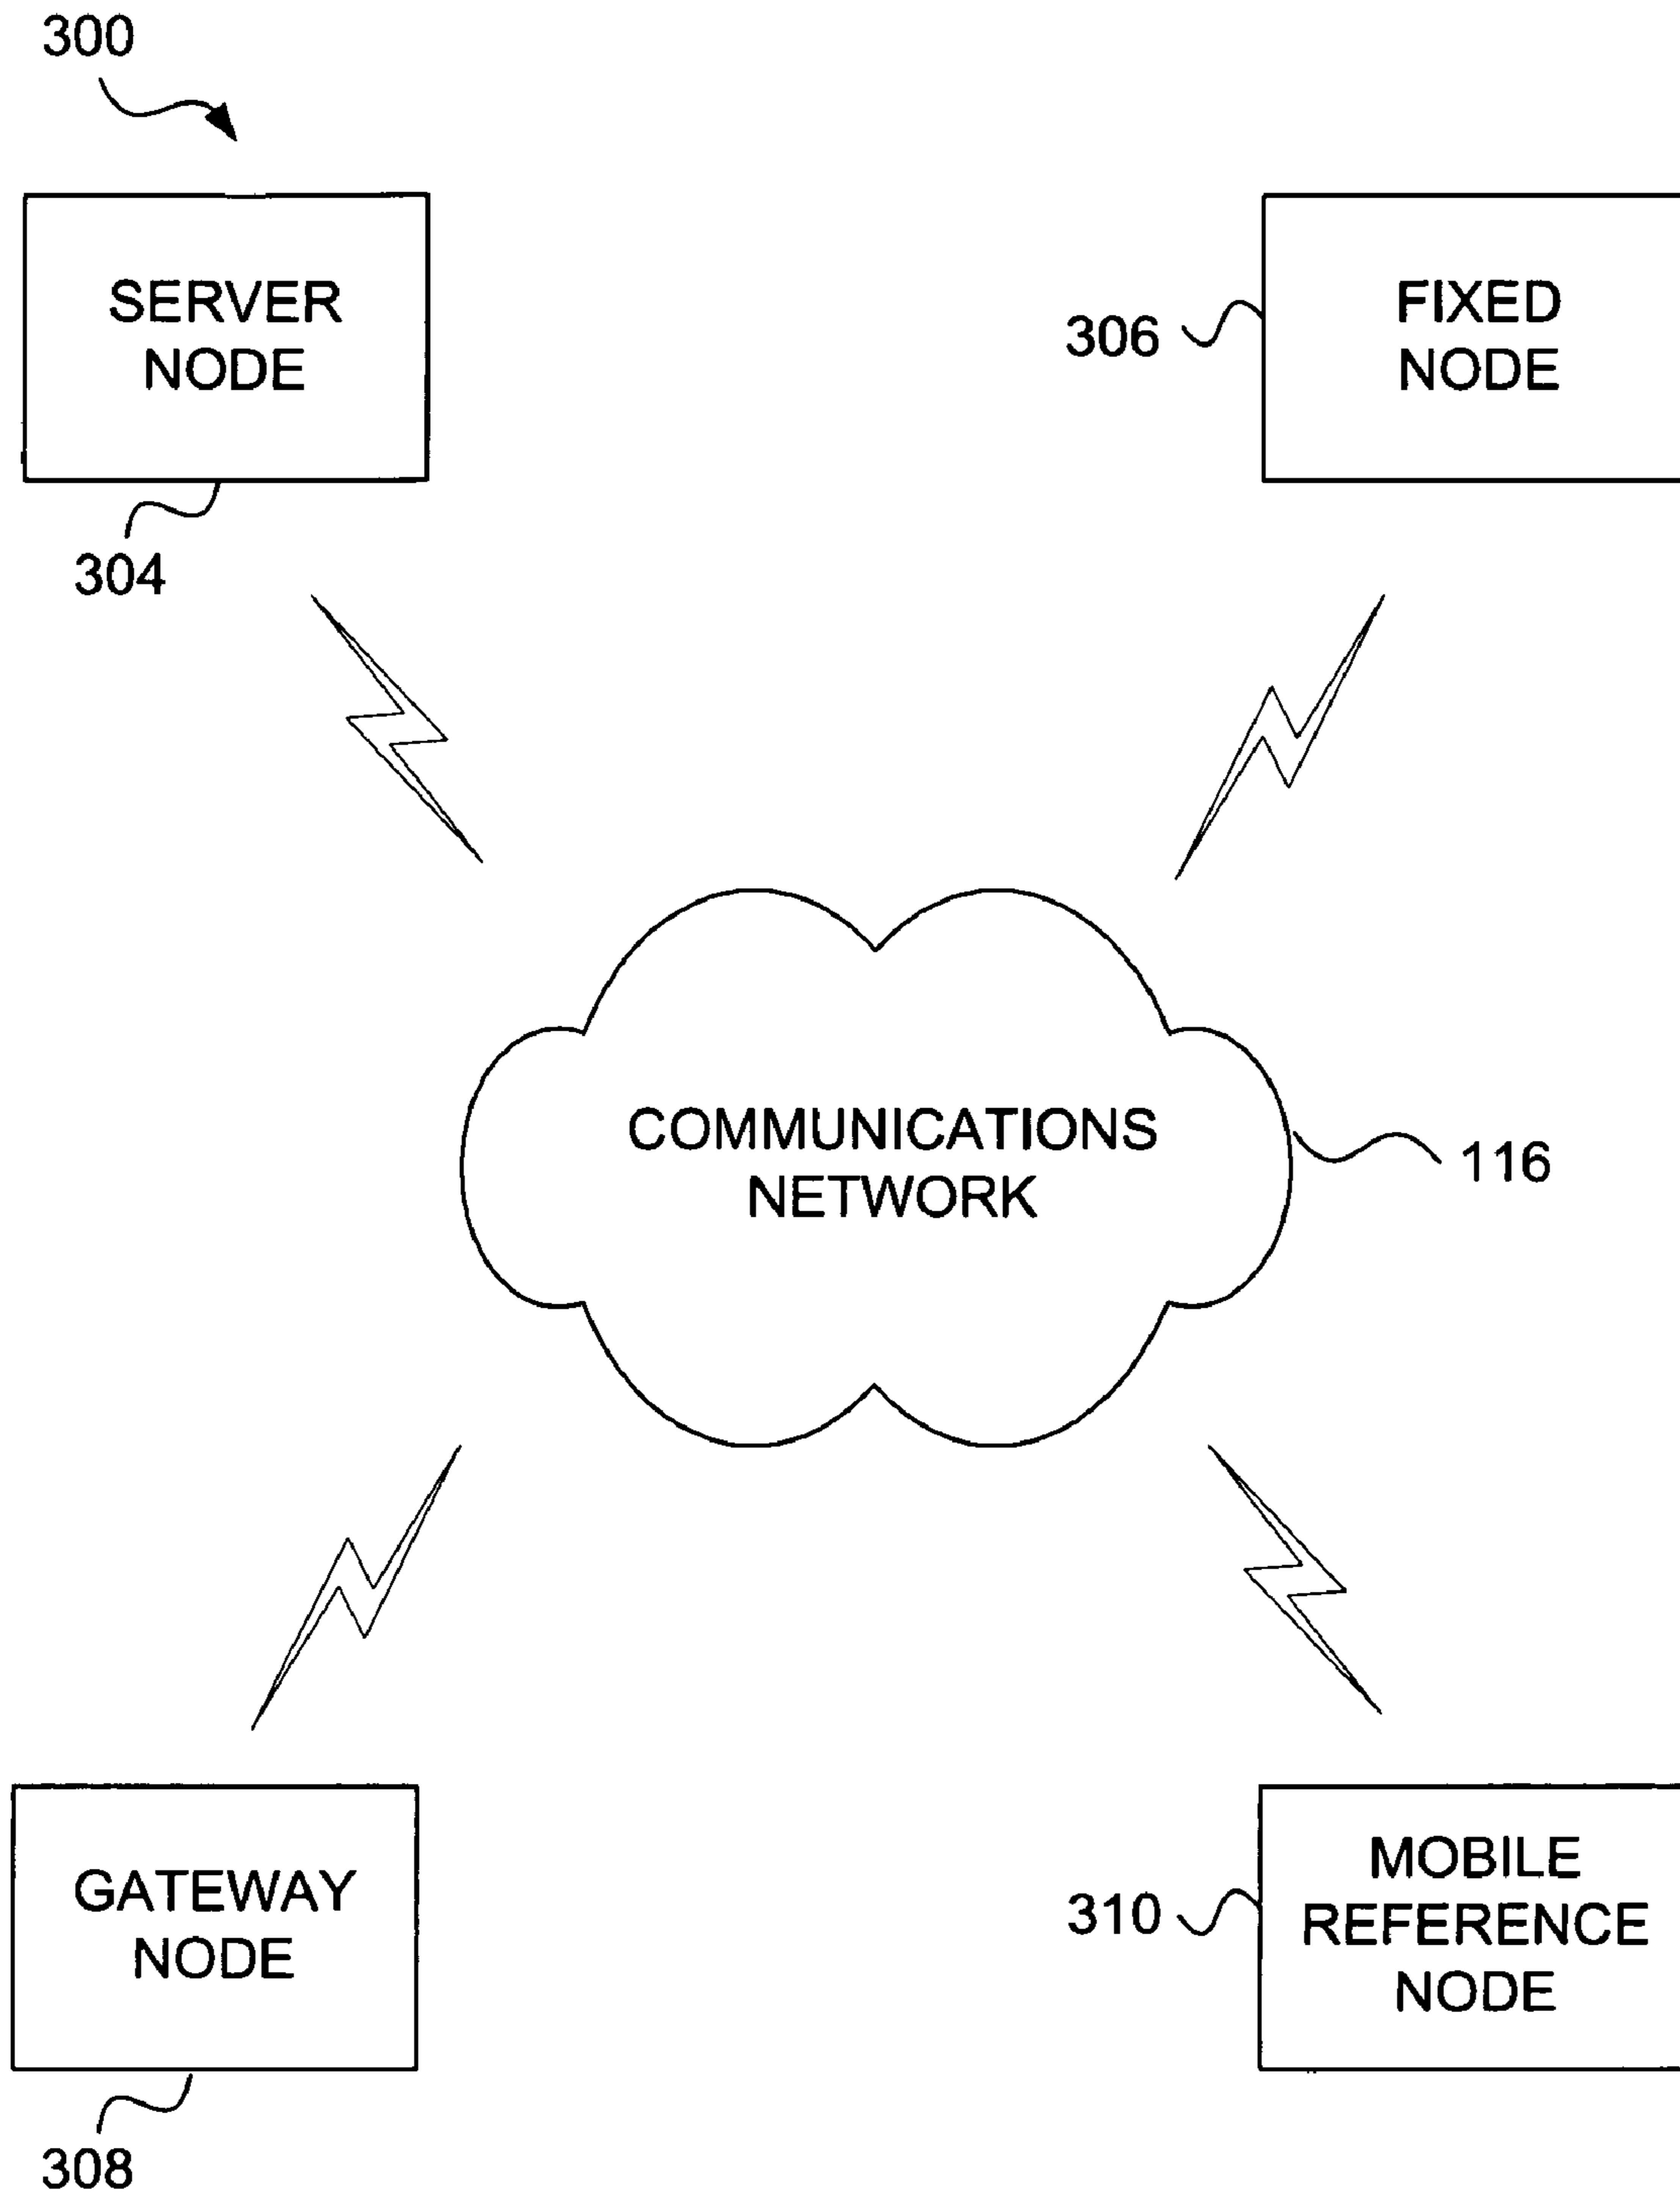 300
SERVER
NODE
304
306
FIXED
NODE
COMMUNICATIONS
NETWORK
116
GATEWAY
NODE
308
310
MOBILE
REFERENCE
NODE